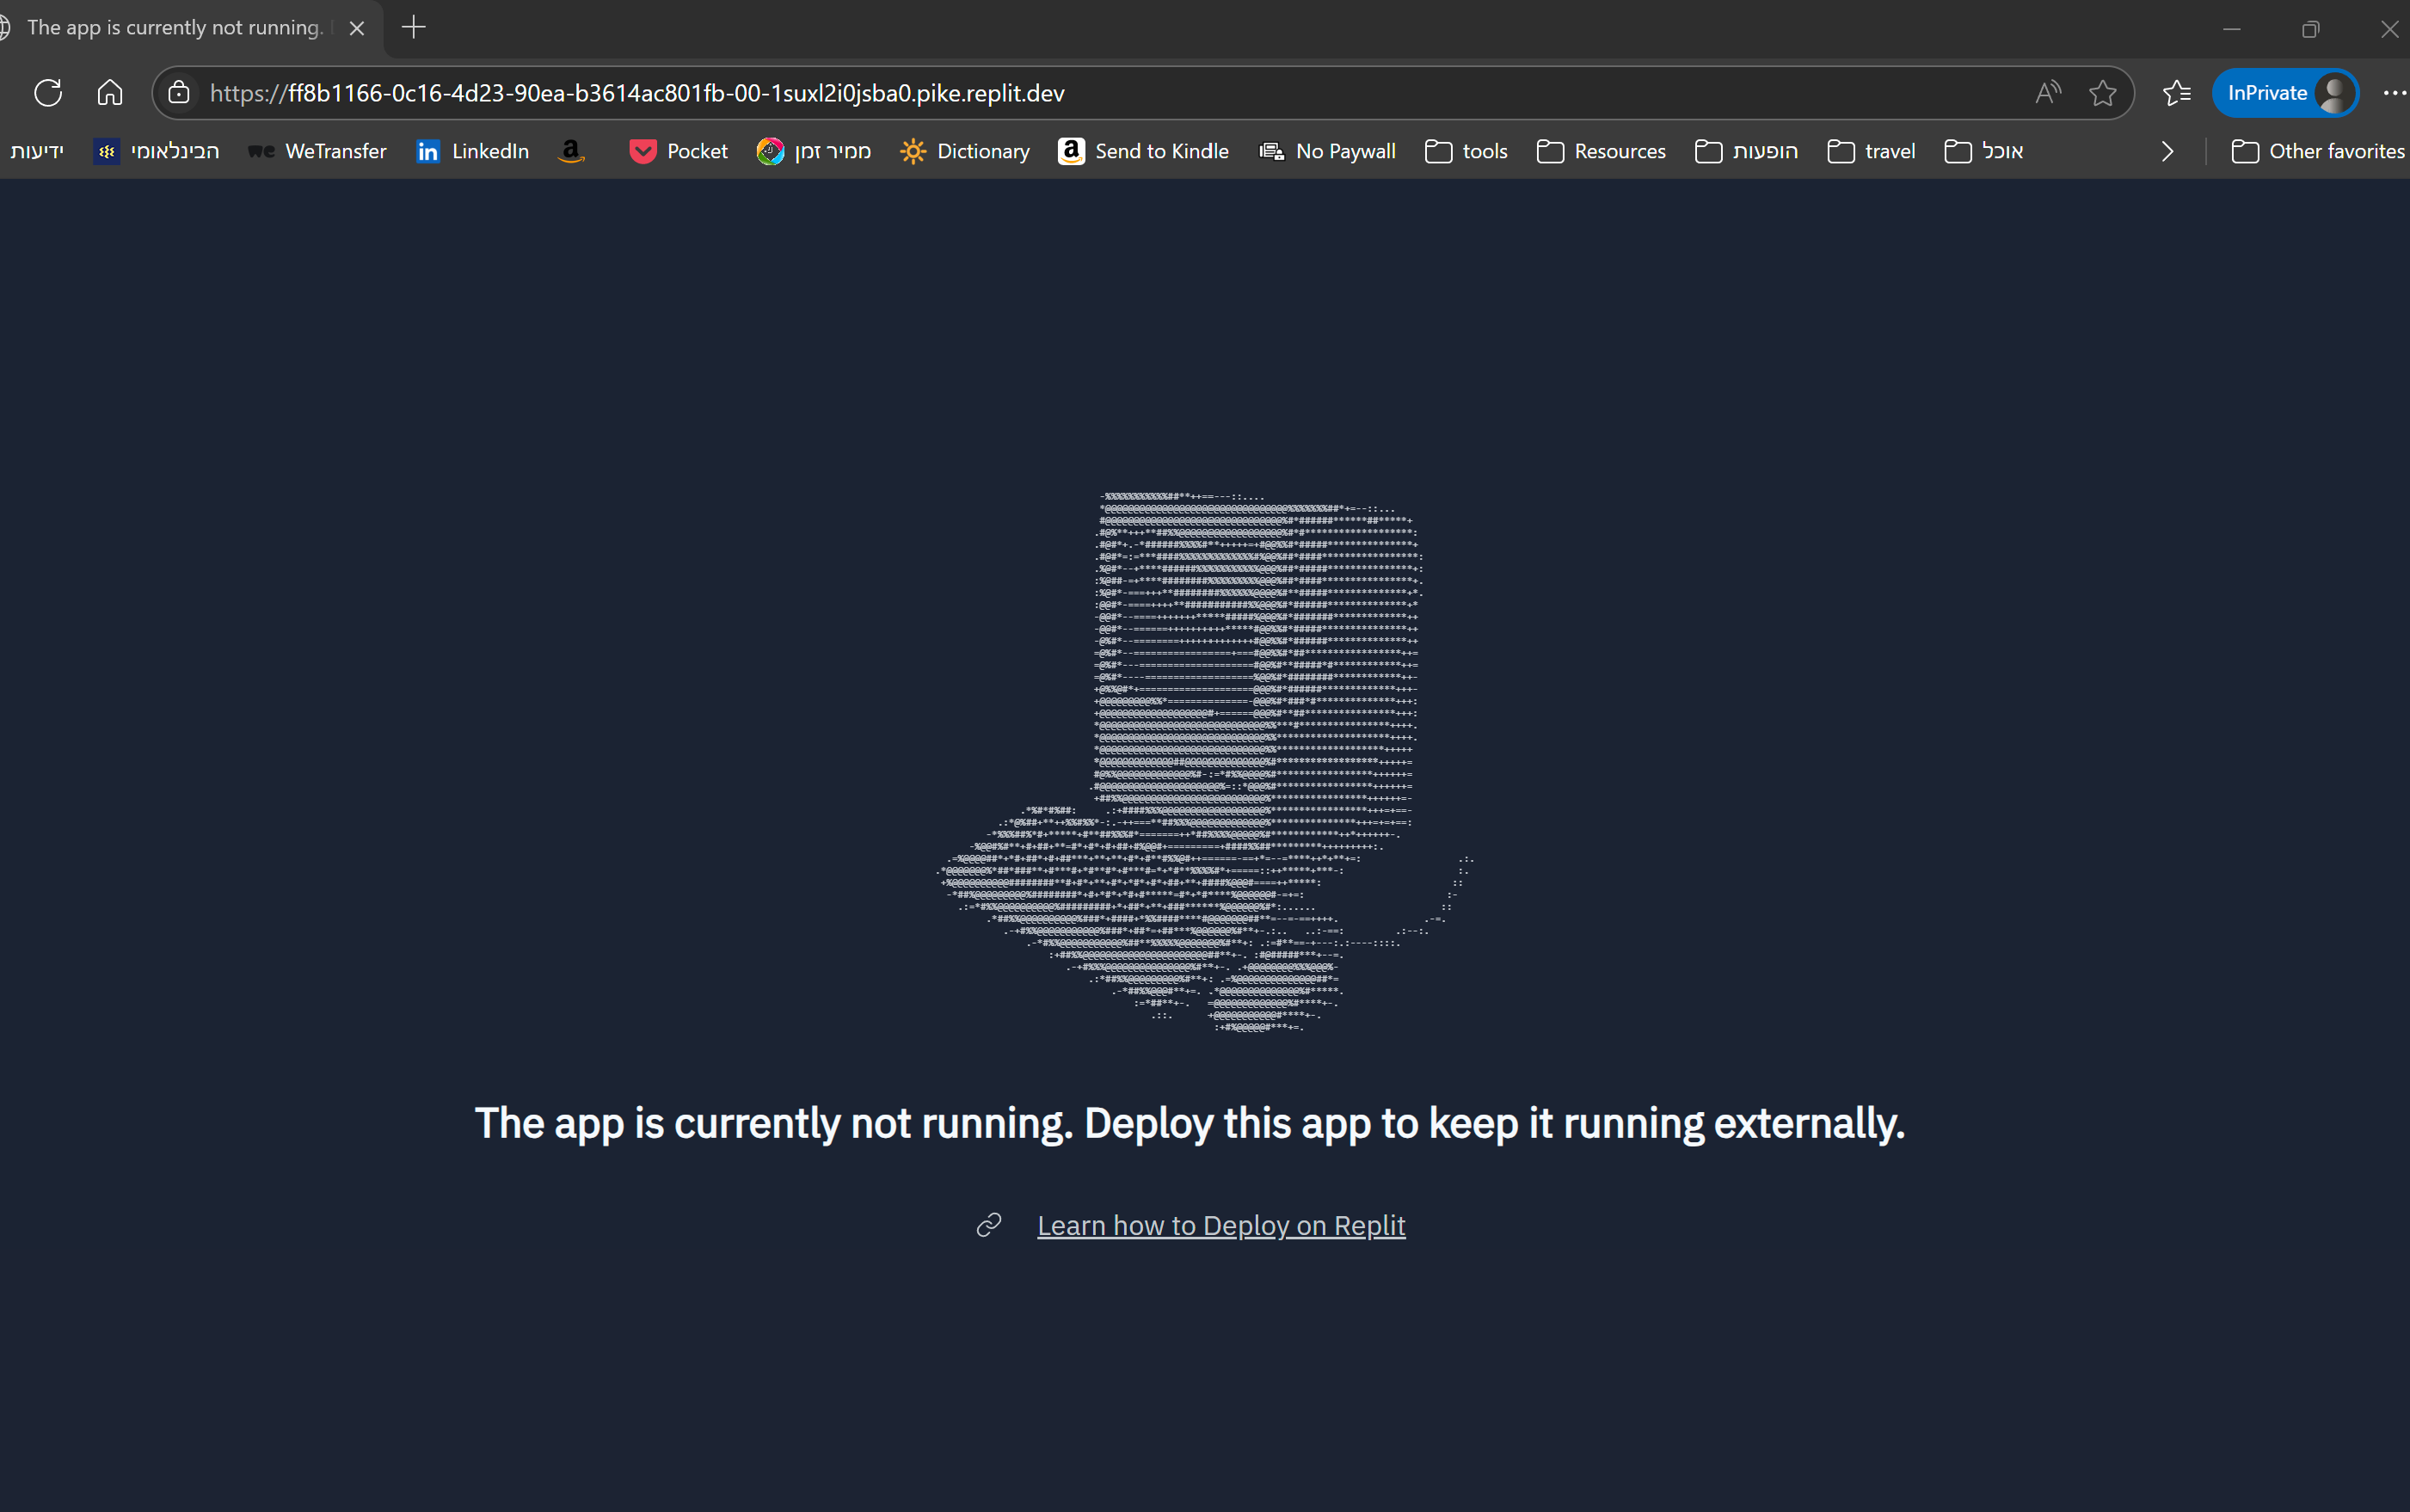 The app is currently not running.
https://ff8b1166-0c16-4d23-90ea-b3614ac801fb-00-1suxl2i0jsba0.pike.replit.dev
InPrivate
ידיעות הבינלאומי WeTransfer LinkedIn Pocket ממיר זמן Dictionary Send to Kindle No Paywall tools Resources הופעות travel אוכל Other favorites
The app is currently not running. Deploy this app to keep it running externally.
Learn how to Deploy on Replit